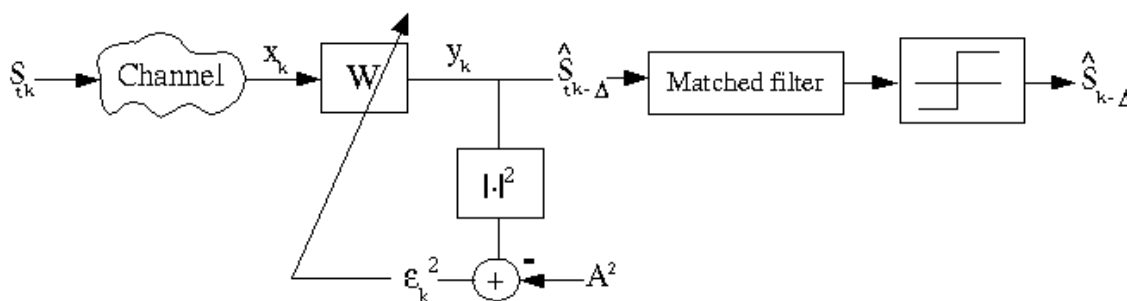 S_tk
Channel
x_k
W
y_k
Ŝ_tk-Δ
Matched filter
Ŝ_k-Δ
|·|²
ε_k²
+
-
A²